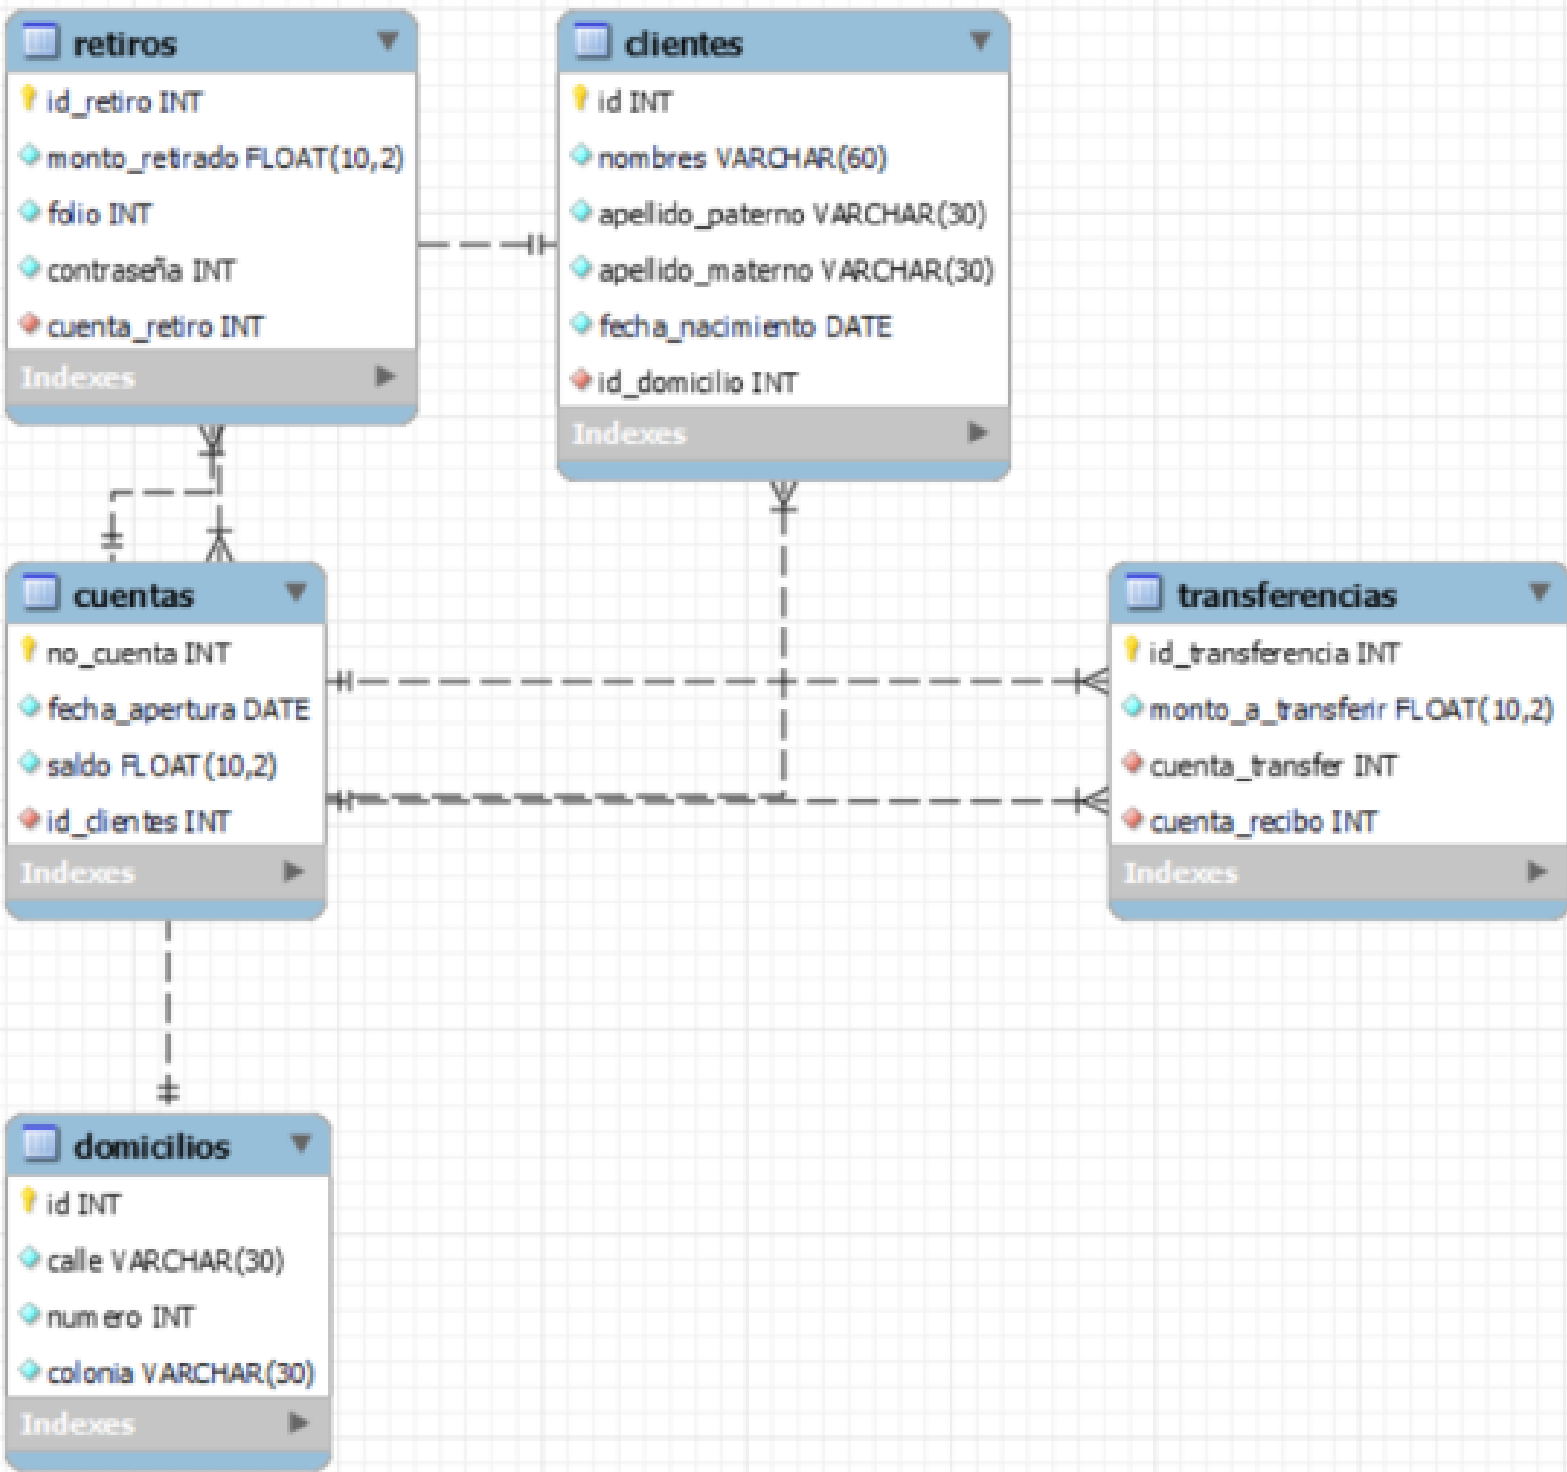 retiros
id_retiro INT
monto_retirado FLOAT(10,2)
folio INT
contraseña INT
cuenta_retiro INT
Indexes
clientes
id INT
nombres VARCHAR(60)
apellido_paterno VARCHAR(30)
apellido_materno VARCHAR(30)
fecha_nacimiento DATE
id_domicilio INT
Indexes
cuentas
no_cuenta INT
fecha_apertura DATE
saldo FLOAT(10,2)
id_clientes INT
Indexes
transferencias
id_transferencia INT
monto_a_transferir FLOAT(10,2)
cuenta_transfer INT
cuenta_recibo INT
Indexes
domicilios
id INT
calle VARCHAR(30)
numero INT
colonia VARCHAR(30)
Indexes